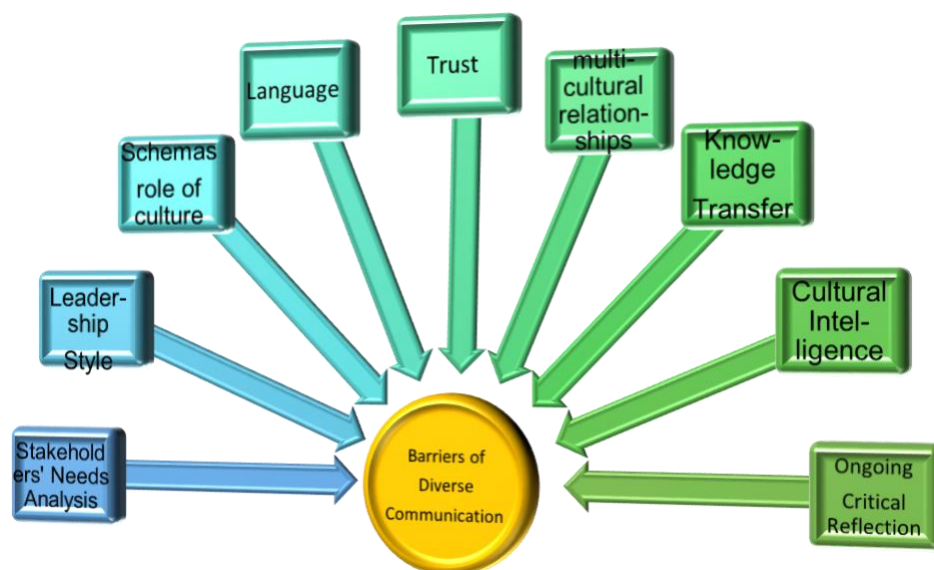 Stakehold
ers' Needs
Analysis
Leader-
ship
Style
Schemas
role of
culture
Language
Trust
multi-
cultural
relation-
ships
Know-
ledge
Transfer
Cultural
Intel-
ligence
Ongoing
Critical
Reflection
Barriers of
Diverse
Communication